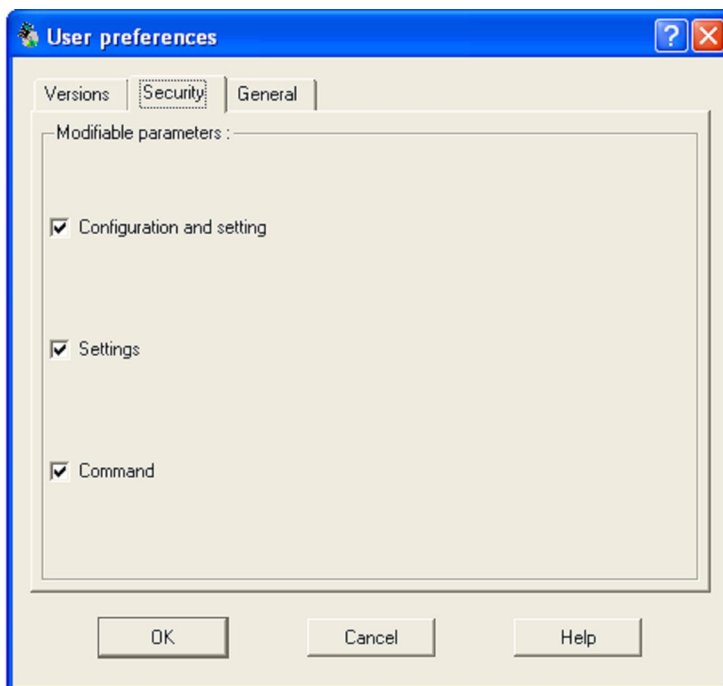 User preferences
Versions Security General
Modifiable parameters :
Configuration and setting
Settings
Command
OK Cancel Help